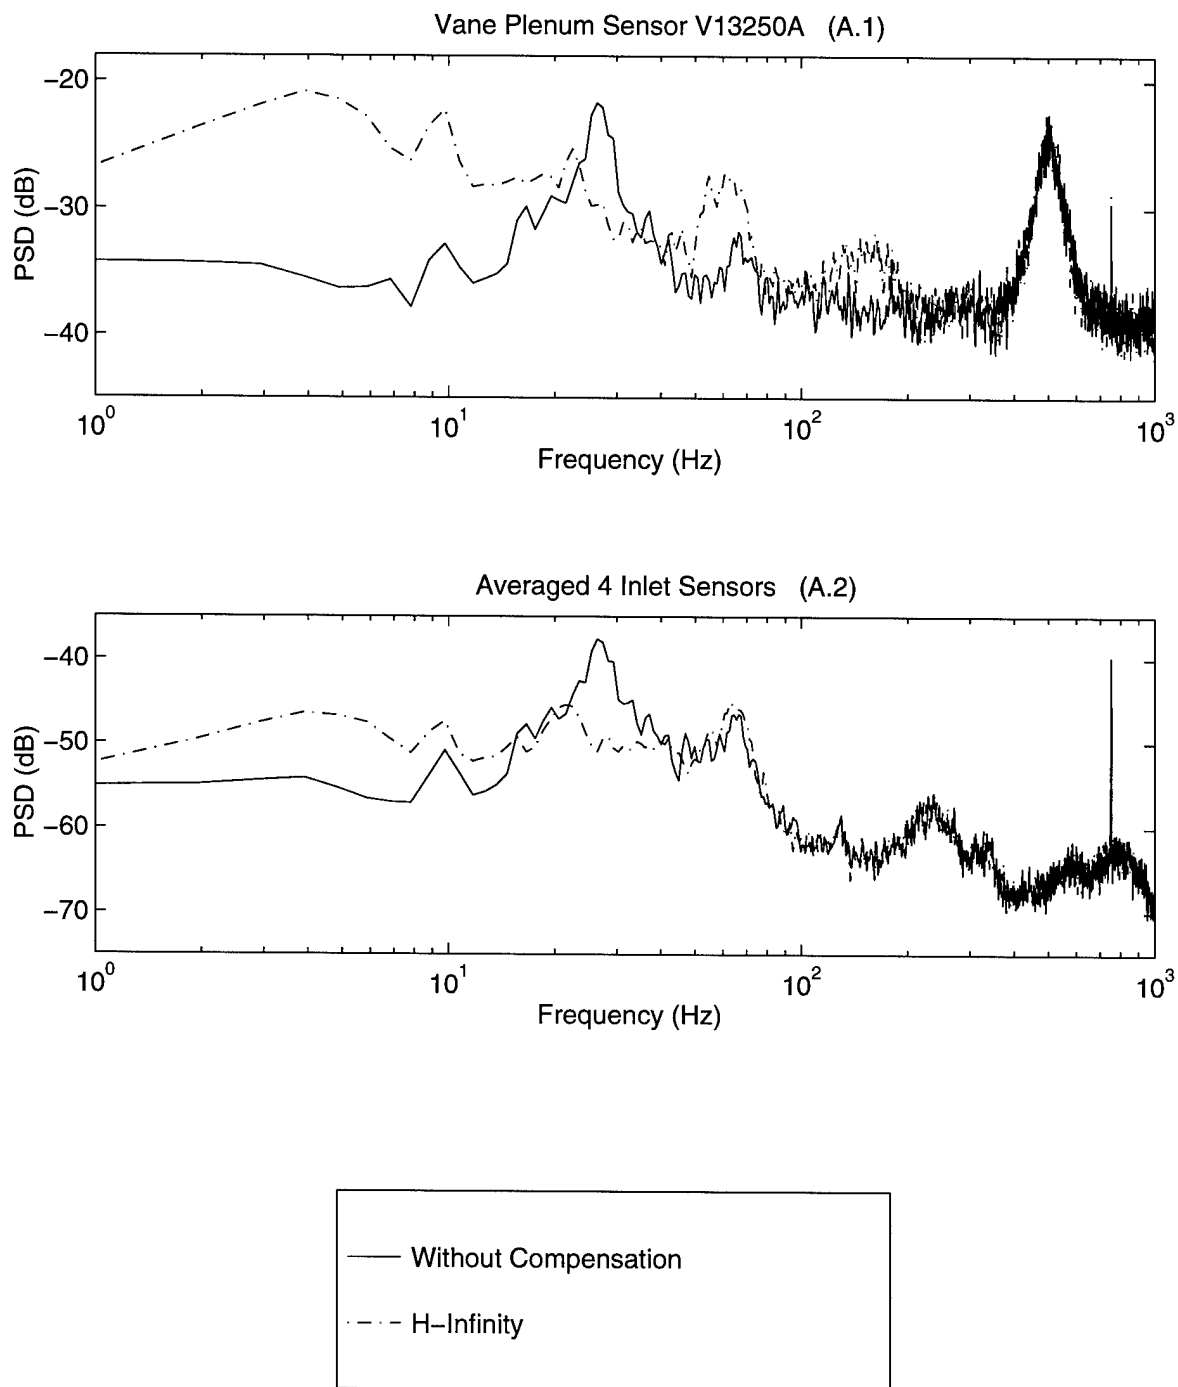 Vane Plenum Sensor V13250A (A.1)
−20
−30
−40
PSD (dB)
10^0
10^1
10^2
10^3
Frequency (Hz)
Averaged 4 Inlet Sensors (A.2)
−40
−50
−60
−70
PSD (dB)
10^0
10^1
10^2
10^3
Frequency (Hz)
Without Compensation
H−Infinity